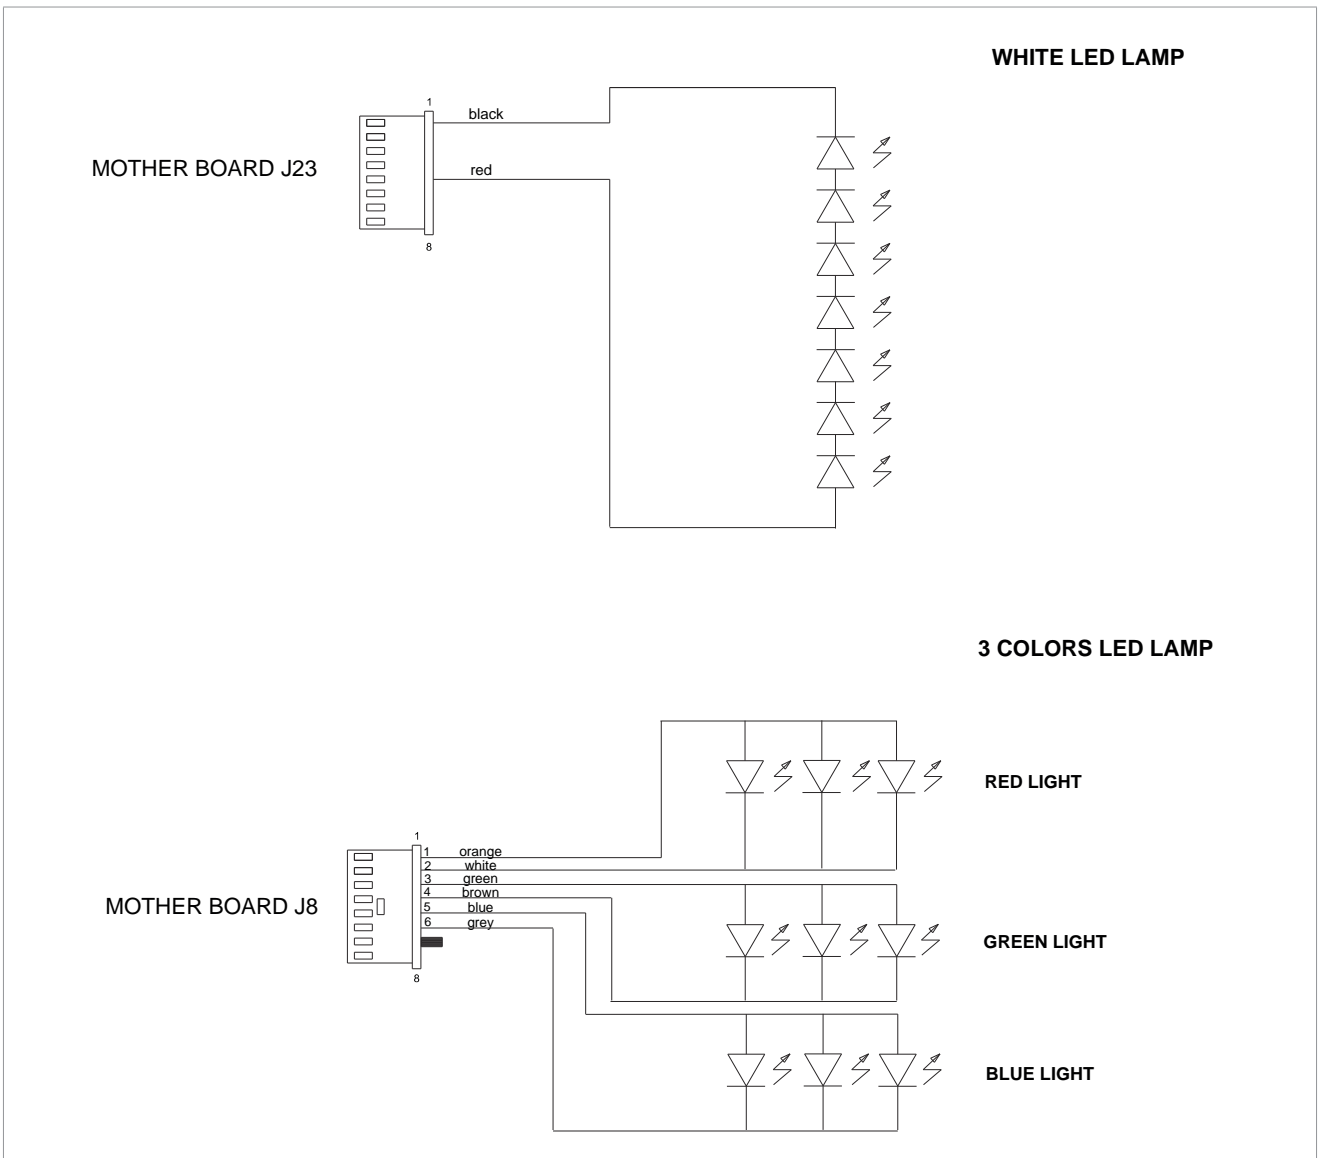 WHITE LED LAMP
1
black
MOTHER BOARD J23
red
8
3 COLORS LED LAMP
RED LIGHT
1
1 orange
2 white
3 green
4 brown
MOTHER BOARD J8
5 blue
6 grey
GREEN LIGHT
8
BLUE LIGHT